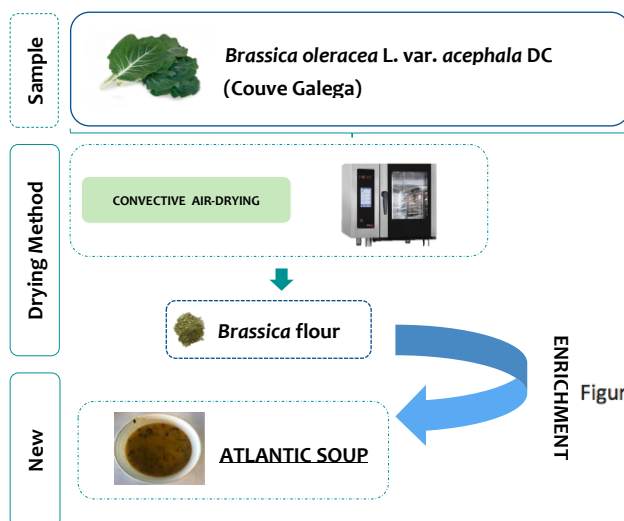 Sample
Brassica oleracea L. var. acephala DC
(Couve Galega)
Drying Method
CONVECTIVE AIR-DRYING
Brassica flour
ENRICHMENT
Figur
New
ATLANTIC SOUP